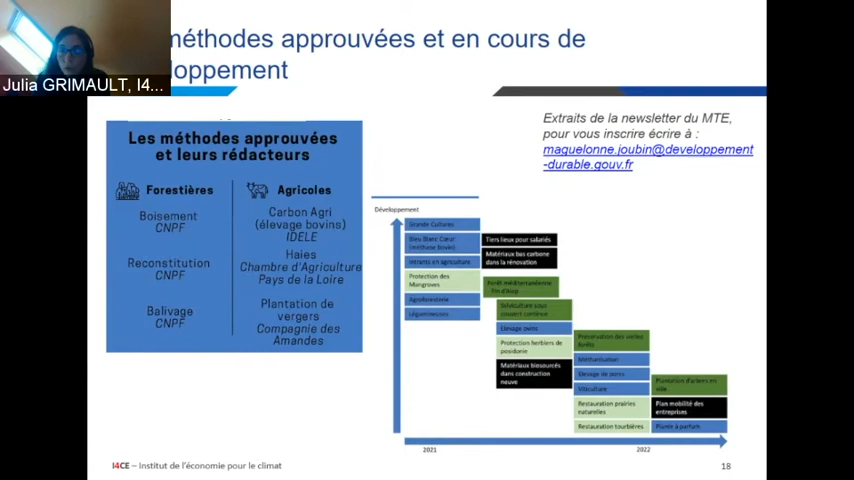 méthodes approuvées et en cours de
loppement
Julia GRIMAULT, I4...
Les méthodes approuvées
et leurs rédacteurs
Forestières
Boisement
CNPF
Reconstitution
CNPF
Balivage
CNPF
Agricoles
Carbon Agri
(élevage bovins)
IDELE
Haies
Chambre d'Agriculture
Pays de la Loire
Plantation de
vergers
Compagnie des
Amandes
Extraits de la newsletter du MTE,
pour vous inscrire écrire à :
maguelonne.joubin@developpement
-durable.gouv.fr
Développement
Grande Cultures
Bleu Blanc Cœur
(méthane bovin)
Intrants en agriculture
Protection des
Mangroves
Agroforesterie
Légumineuses
Tiers lieux pour salariés
Matériaux bas carbone
dans la rénovation
Forêt méditerranéenne
Pin d'Alep
Sylviculture sous
couvert continue
Elevage ovins
Protection herbiers de
posidonie
Matériaux biosourcés
dans construction
neuve
Préservation des vieilles
forêts
Méthanisation
Elevage de porcs
Viticulture
Restauration prairies
naturelles
Restauration tourbières
Plantation d'arbres en
ville
Plan mobilité des
entreprises
Plante à parfum
2021
2022
I4CE – Institut de l'économie pour le climat
18